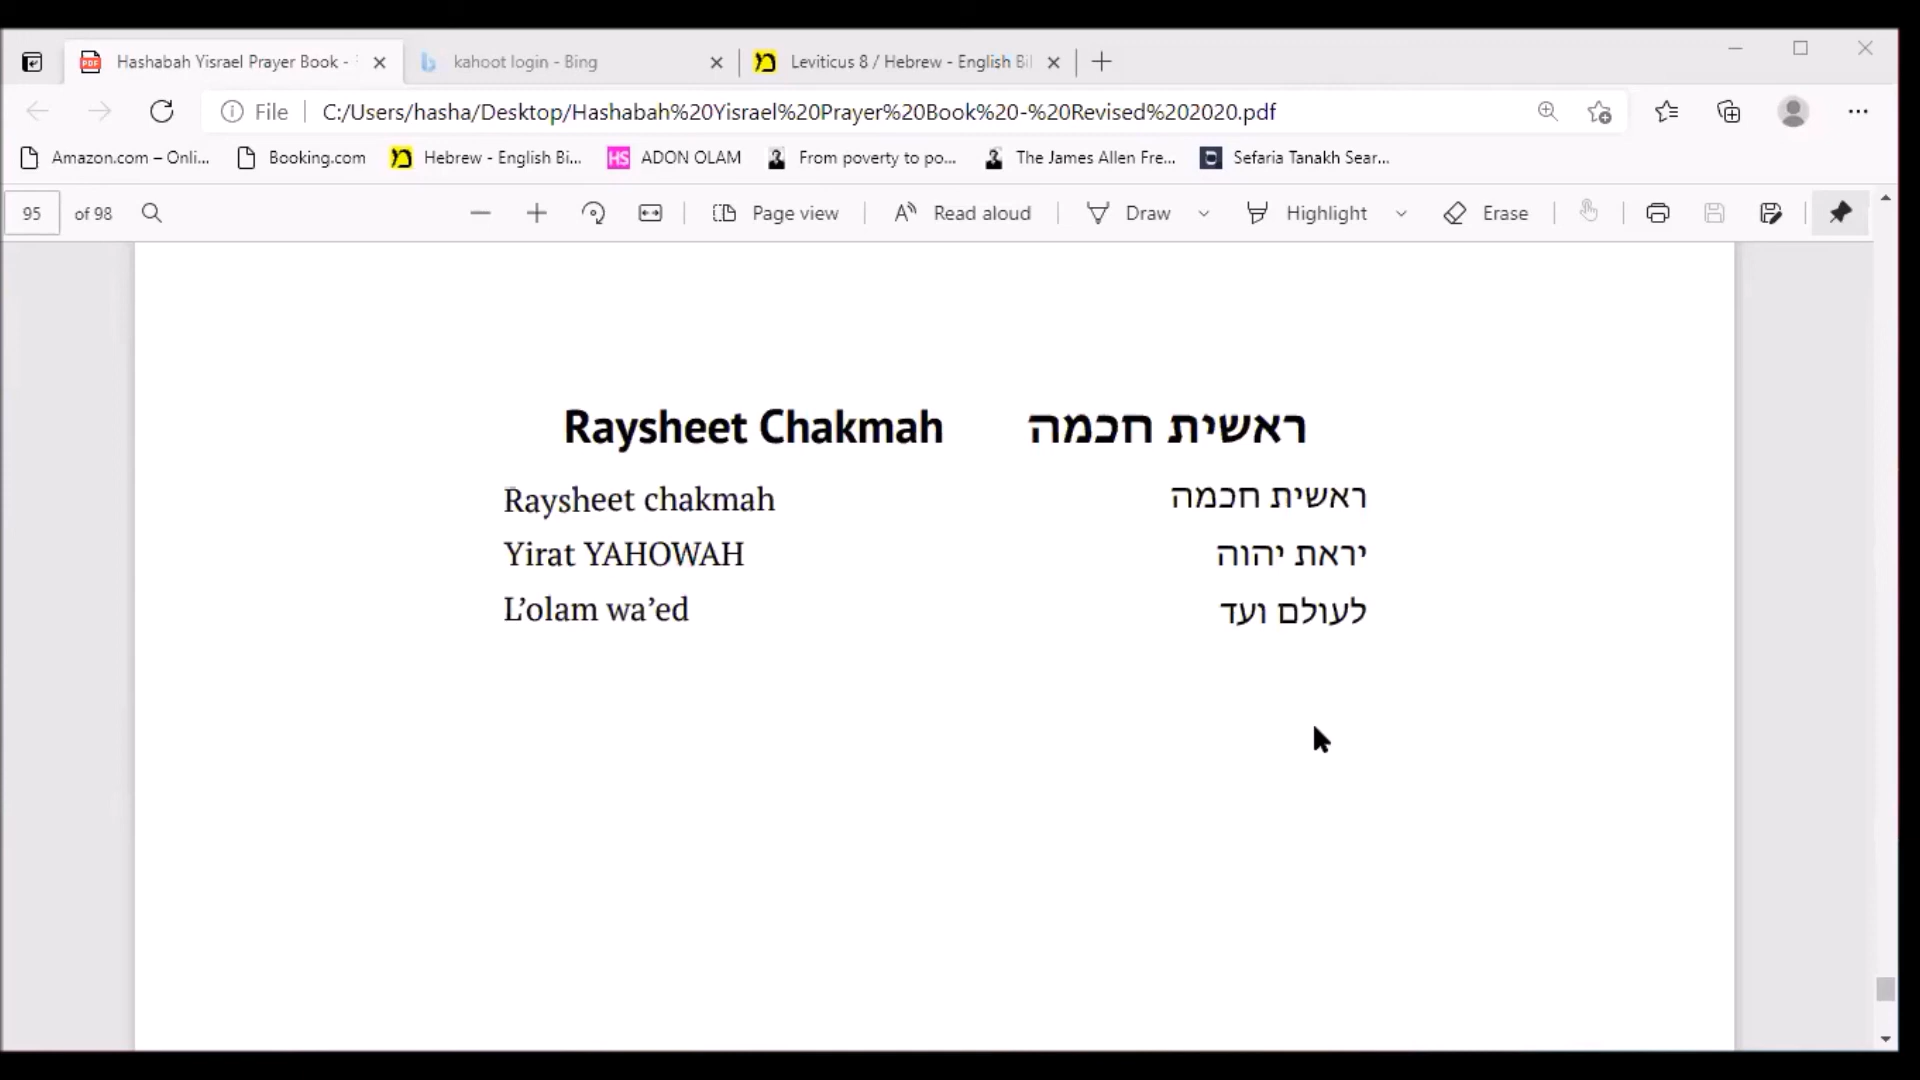 Hashabah Yisrael Prayer Book -
kahoot login - Bing
Leviticus 8 / Hebrew - English Bi
File
C:/Users/hasha/Desktop/Hashabah%20Yisrael%20Prayer%20Book%20-%20Revised%202020.pdf
Amazon.com – Onli...
Booking.com
Hebrew - English Bi...
HS ADON OLAM
From poverty to po...
The James Allen Fre...
Sefaria Tanakh Sear...
95 of 98
Page view
Read aloud
Draw
Highlight
Erase
Raysheet Chakmah ראשית חכמה
Raysheet chakmah ראשית חכמה
Yirat YAHOWAH יראת יהוה
L’olam wa’ed לעולם ועד